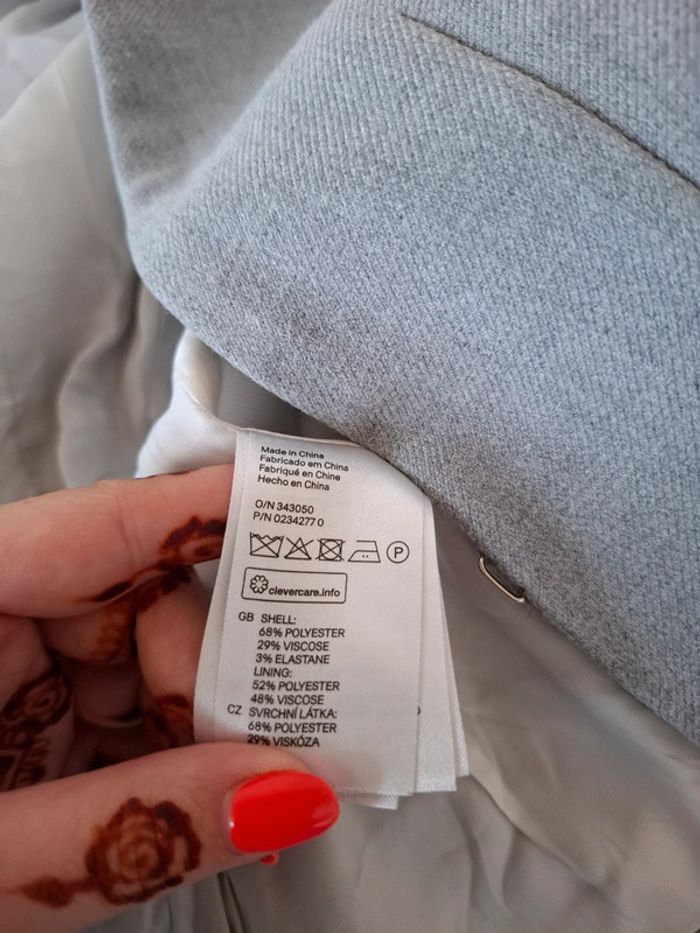 Made in China
Fabricado em China
Fabriqué en Chine
Hecho en China
O/N 343050
P/N 0234277 0
P
clevercare.info
GB SHELL:
68% POLYESTER
29% VISCOSE
3% ELASTANE
LINING:
52% POLYESTER
48% VISCOSE
CZ SVRCHNÍ LÁTKA:
68% POLYESTER
29% VISKÓZA